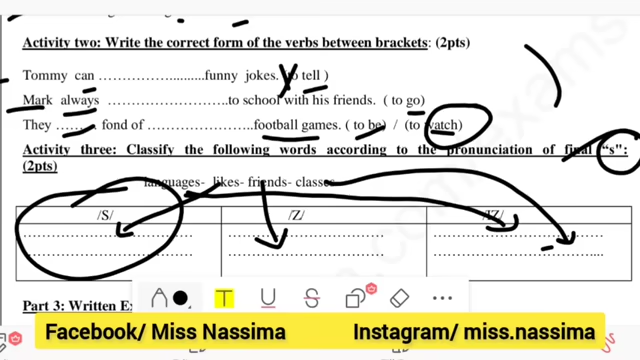 Activity two: Write the correct form of the verbs between brackets: (2pts)
Tommy can ........................funny jokes. (to tell )
Mark always ..............................to school with his friends. ( to go)
They ......... fond of ..........................football games. ( to be) / (to watch)
Activity three: Classify the following words according to the pronunciation of final "s":
(2pts)
languages- likes- friends- classes
/S/ /Z/ /IZ/
Part 3: Written
Facebook/ Miss Nassima Instagram/ miss.nassima